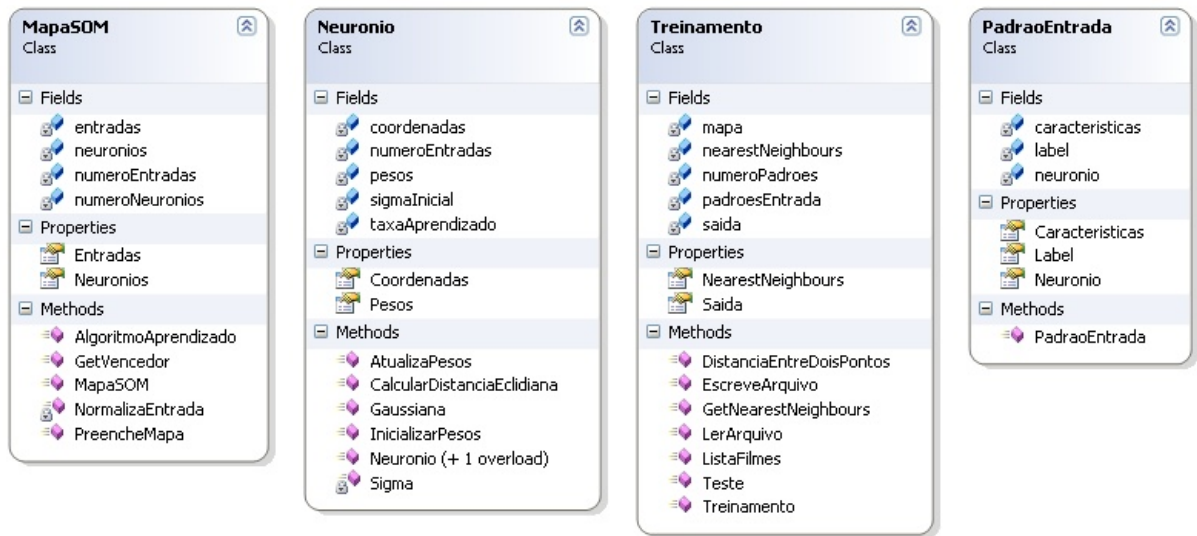 MapaSOM
Class
Fields
entradas
neuronios
numeroEntradas
numeroNeuronios
Properties
Entradas
Neuronios
Methods
AlgoritmoAprendizado
GetVencedor
MapaSOM
NormalizaEntrada
PreencheMapa
Neuronio
Class
Fields
coordenadas
numeroEntradas
pesos
sigmaInicial
taxaAprendizado
Properties
Coordenadas
Pesos
Methods
AtualizaPesos
CalcularDistanciaEclidiana
Gaussiana
InicializarPesos
Neuronio (+ 1 overload)
Sigma
Treinamento
Class
Fields
mapa
nearestNeighbours
numeroPadroes
padroesEntrada
saida
Properties
NearestNeighbours
Saida
Methods
DistanciaEntreDoisPontos
EscreveArquivo
GetNearestNeighbours
LerArquivo
ListaFilmes
Teste
Treinamento
PadraoEntrada
Class
Fields
caracteristicas
label
neuronio
Properties
Caracteristicas
Label
Neuronio
Methods
PadraoEntrada